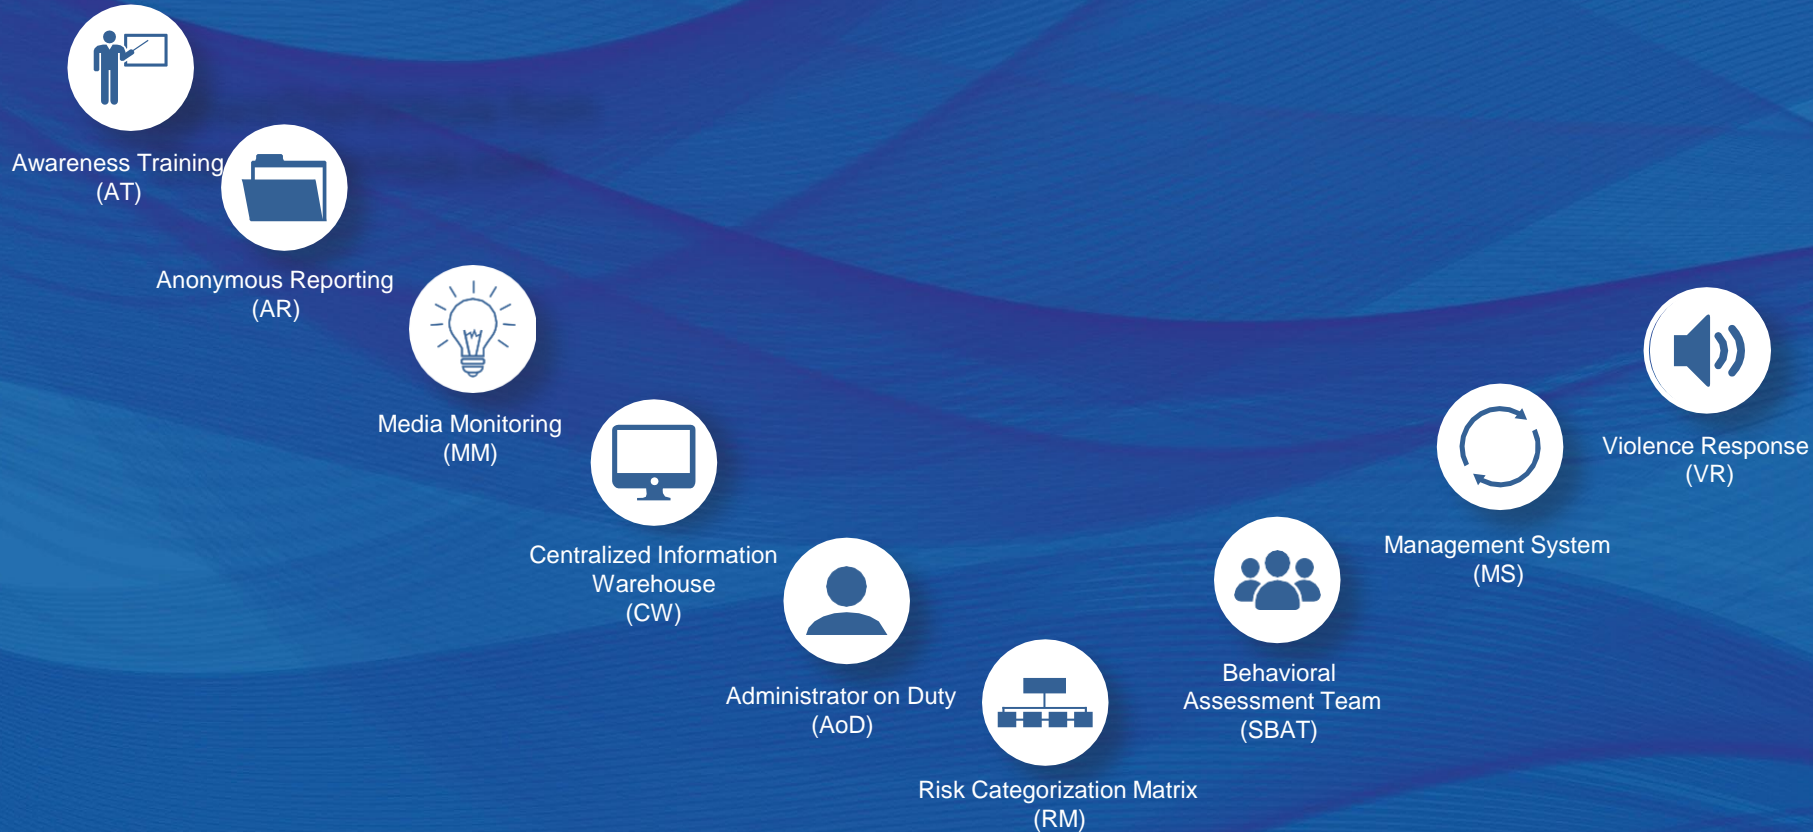 Awareness Training
(AT)
Anonymous Reporting
(AR)
Media Monitoring
(MM)
Centralized Information
Warehouse
(CW)
Administrator on Duty
(AoD)
Risk Categorization Matrix
(RM)
Behavioral
Assessment Team
(SBAT)
Management System
(MS)
Violence Response
(VR)